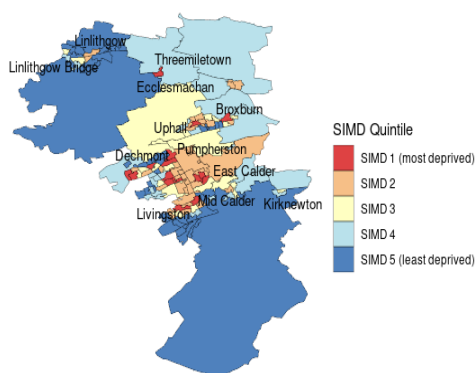 Linlithgow
Linlithgow Bridge
Threemiletown
Ecclesmachan
Broxburn
Uphall
Pumpherston
Dechmont
East Calder
Mid Calder
Kirknewton
Livingston
SIMD Quintile
SIMD 1 (most deprived)
SIMD 2
SIMD 3
SIMD 4
SIMD 5 (least deprived)